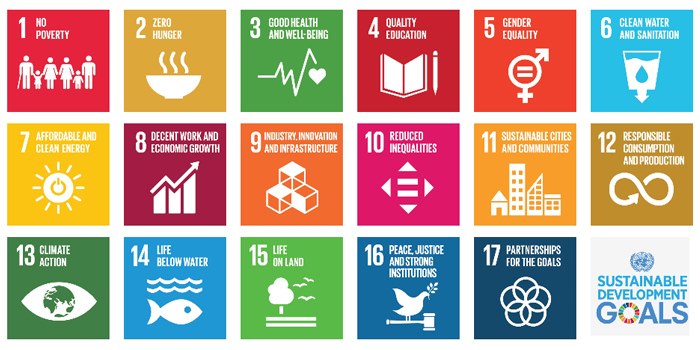 1 NO
POVERTY
2 ZERO
HUNGER
3 GOOD HEALTH
AND WELL-BEING
4 QUALITY
EDUCATION
5 GENDER
EQUALITY
6 CLEAN WATER
AND SANITATION
7 AFFORDABLE AND
CLEAN ENERGY
8 DECENT WORK AND
ECONOMIC GROWTH
9 INDUSTRY, INNOVATION
AND INFRASTRUCTURE
10 REDUCED
INEQUALITIES
11 SUSTAINABLE CITIES
AND COMMUNITIES
12 RESPONSIBLE
CONSUMPTION
AND PRODUCTION
13 CLIMATE
ACTION
14 LIFE
BELOW WATER
15 LIFE
ON LAND
16 PEACE, JUSTICE
AND STRONG
INSTITUTIONS
17 PARTNERSHIPS
FOR THE GOALS
SUSTAINABLE
DEVELOPMENT
GOALS